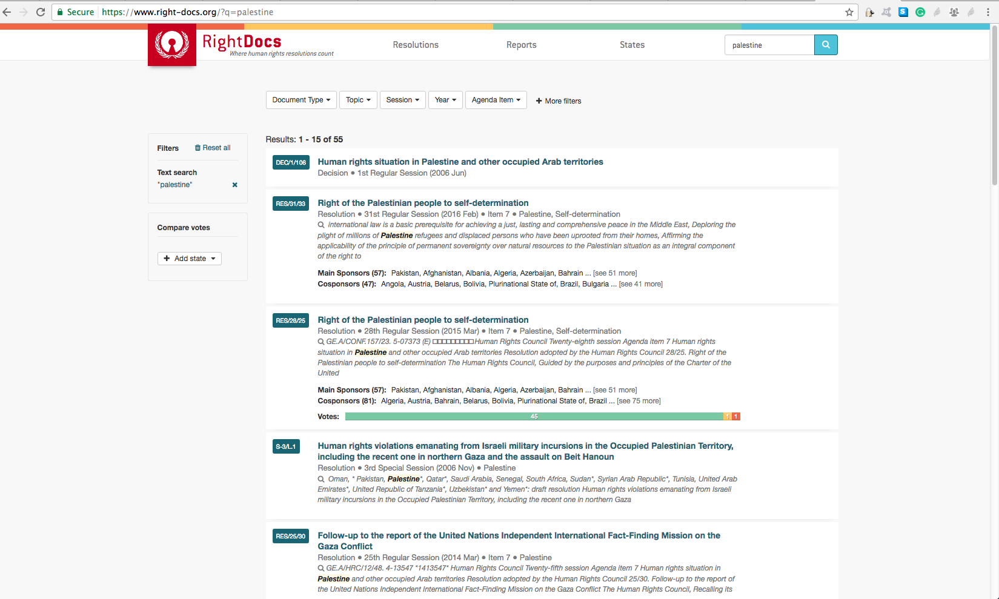 Secure https://www.right-docs.org/?q=palestine
RightDocs
Where human rights resolutions count
Resolutions
Reports
States
palestine
Document Type
Topic
Session
Year
Agenda Item
+ More filters
Filters
Reset all
Text search
"palestine"
Compare votes
+ Add state
Results: 1 - 15 of 55
DEC/1/106
Human rights situation in Palestine and other occupied Arab territories
Decision ● 1st Regular Session (2006 Jun)
RES/31/33
Right of the Palestinian people to self-determination
Resolution ● 31st Regular Session (2016 Feb) ● Item 7 ● Palestine, Self-determination
international law is a basic prerequisite for achieving a just, lasting and comprehensive peace in the Middle East, Deploring the
plight of millions of Palestine refugees and displaced persons who have been uprooted from their homes, Affirming the
applicability of the principle of permanent sovereignty over natural resources to the Palestinian situation as an integral component
of the right to
Main Sponsors (57): Pakistan, Afghanistan, Albania, Algeria, Azerbaijan, Bahrain ... [see 51 more]
Cosponsors (47): Angola, Austria, Belarus, Bolivia, Plurinational State of, Brazil, Bulgaria ... [see 41 more]
RES/28/25
Right of the Palestinian people to self-determination
Resolution ● 28th Regular Session (2015 Mar) ● Item 7 ● Palestine, Self-determination
GE.A/CONF.157/23. 5-07373 (E) □□□□□□□□□Human Rights Council Twenty-eighth session Agenda item 7 Human rights
situation in Palestine and other occupied Arab territories Resolution adopted by the Human Rights Council 28/25. Right of the
Palestinian people to self-determination The Human Rights Council, Guided by the purposes and principles of the Charter of the
United
Main Sponsors (57): Pakistan, Afghanistan, Albania, Algeria, Azerbaijan, Bahrain ... [see 51 more]
Cosponsors (81): Algeria, Austria, Bahrain, Belarus, Bolivia, Plurinational State of, Brazil ... [see 75 more]
Votes: 45 1 1
S-3/L.1
Human rights violations emanating from Israeli military incursions in the Occupied Palestinian Territory,
including the recent one in northern Gaza and the assault on Beit Hanoun
Resolution ● 3rd Special Session (2006 Nov) ● Palestine
Oman, * Pakistan, Palestine*, Qatar*, Saudi Arabia, Senegal, South Africa, Sudan*, Syrian Arab Republic*, Tunisia, United Arab
Emirates*, United Republic of Tanzania*, Uzbekistan* and Yemen*: draft resolution Human rights violations emanating from Israeli
military incursions in the Occupied Palestinian Territory, including the recent one in northern Gaza
RES/25/30
Follow-up to the report of the United Nations Independent International Fact-Finding Mission on the
Gaza Conflict
Resolution ● 25th Regular Session (2014 Mar) ● Item 7 ● Palestine
GE.A/HRC/12/48. 4-13547 *1413547* Human Rights Council Twenty-fifth session Agenda item 7 Human rights situation in
Palestine and other occupied Arab territories Resolution adopted by the Human Rights Council 25/30. Follow-up to the report of
the United Nations Independent International Fact-Finding Mission on the Gaza Conflict The Human Rights Council, Recalling its